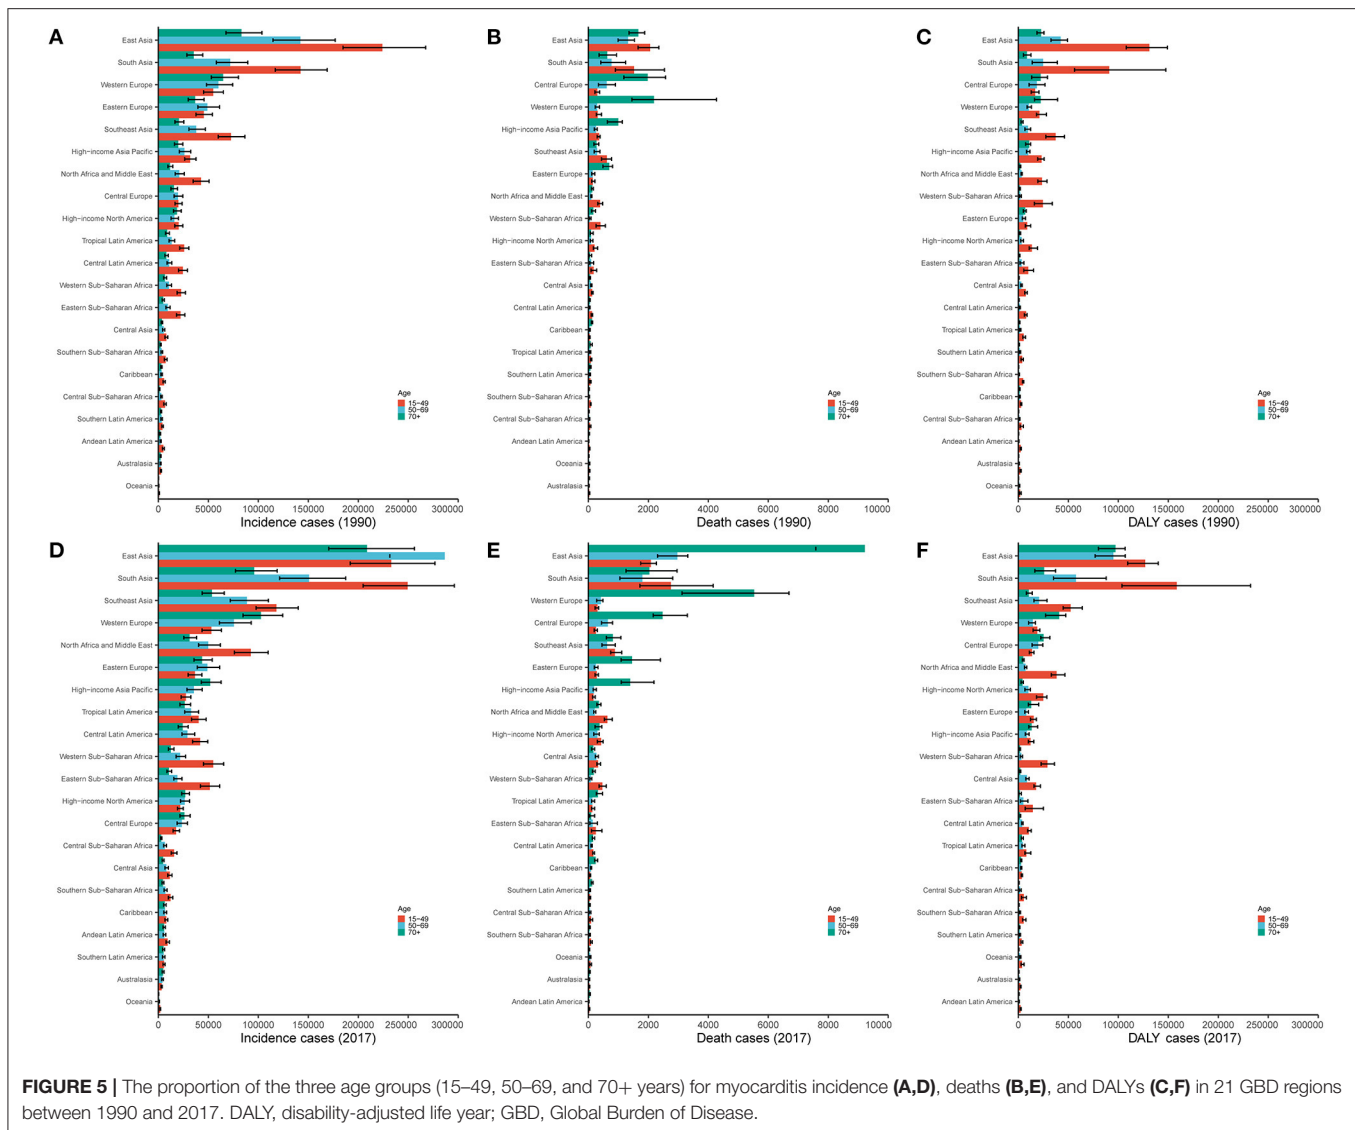 A
East Asia
South Asia
Western Europe
Eastern Europe
Southeast Asia
High−income Asia Pacific
North Africa and Middle East
Central Europe
High−income North America
Tropical Latin America
Central Latin America
Western Sub−Saharan Africa
Eastern Sub−Saharan Africa
Central Asia
Southern Sub−Saharan Africa
Caribbean
Central Sub−Saharan Africa
Southern Latin America
Andean Latin America
Australasia
Oceania
Age
15−49
50−69
70+
0 50000 100000 150000 200000 250000 300000
Incidence cases (1990)
B
East Asia
South Asia
Central Europe
Western Europe
High−income Asia Pacific
Southeast Asia
Eastern Europe
North Africa and Middle East
Western Sub−Saharan Africa
High−income North America
Eastern Sub−Saharan Africa
Central Asia
Central Latin America
Caribbean
Tropical Latin America
Southern Latin America
Southern Sub−Saharan Africa
Central Sub−Saharan Africa
Andean Latin America
Oceania
Australasia
Age
15−49
50−69
70+
0 2000 4000 6000 8000 10000
Death cases (1990)
C
East Asia
South Asia
Central Europe
Western Europe
Southeast Asia
High−income Asia Pacific
North Africa and Middle East
Western Sub−Saharan Africa
Eastern Europe
High−income North America
Eastern Sub−Saharan Africa
Central Asia
Central Latin America
Tropical Latin America
Southern Latin America
Southern Sub−Saharan Africa
Caribbean
Central Sub−Saharan Africa
Andean Latin America
Australasia
Oceania
Age
15−49
50−69
70+
0 50000 100000 150000 200000 250000 300000
DALY cases (1990)
D
East Asia
South Asia
Southeast Asia
Western Europe
North Africa and Middle East
Eastern Europe
High−income Asia Pacific
Tropical Latin America
Central Latin America
Western Sub−Saharan Africa
Eastern Sub−Saharan Africa
High−income North America
Central Europe
Central Sub−Saharan Africa
Central Asia
Southern Sub−Saharan Africa
Caribbean
Andean Latin America
Southern Latin America
Australasia
Oceania
Age
15−49
50−69
70+
0 50000 100000 150000 200000 250000 300000
Incidence cases (2017)
E
East Asia
South Asia
Western Europe
Central Europe
Southeast Asia
Eastern Europe
High−income Asia Pacific
North Africa and Middle East
High−income North America
Central Asia
Western Sub−Saharan Africa
Tropical Latin America
Eastern Sub−Saharan Africa
Central Latin America
Caribbean
Southern Latin America
Central Sub−Saharan Africa
Southern Sub−Saharan Africa
Oceania
Australasia
Andean Latin America
Age
15−49
50−69
70+
0 2000 4000 6000 8000 10000
Death cases (2017)
F
East Asia
South Asia
Southeast Asia
Western Europe
Central Europe
North Africa and Middle East
High−income North America
Eastern Europe
High−income Asia Pacific
Western Sub−Saharan Africa
Central Asia
Eastern Sub−Saharan Africa
Central Latin America
Tropical Latin America
Caribbean
Central Sub−Saharan Africa
Southern Sub−Saharan Africa
Southern Latin America
Oceania
Australasia
Andean Latin America
Age
15−49
50−69
70+
0 50000 100000 150000 200000 250000 300000
DALY cases (2017)
FIGURE 5 | The proportion of the three age groups (15–49, 50–69, and 70+ years) for myocarditis incidence (A,D), deaths (B,E), and DALYs (C,F) in 21 GBD regions
between 1990 and 2017. DALY, disability-adjusted life year; GBD, Global Burden of Disease.